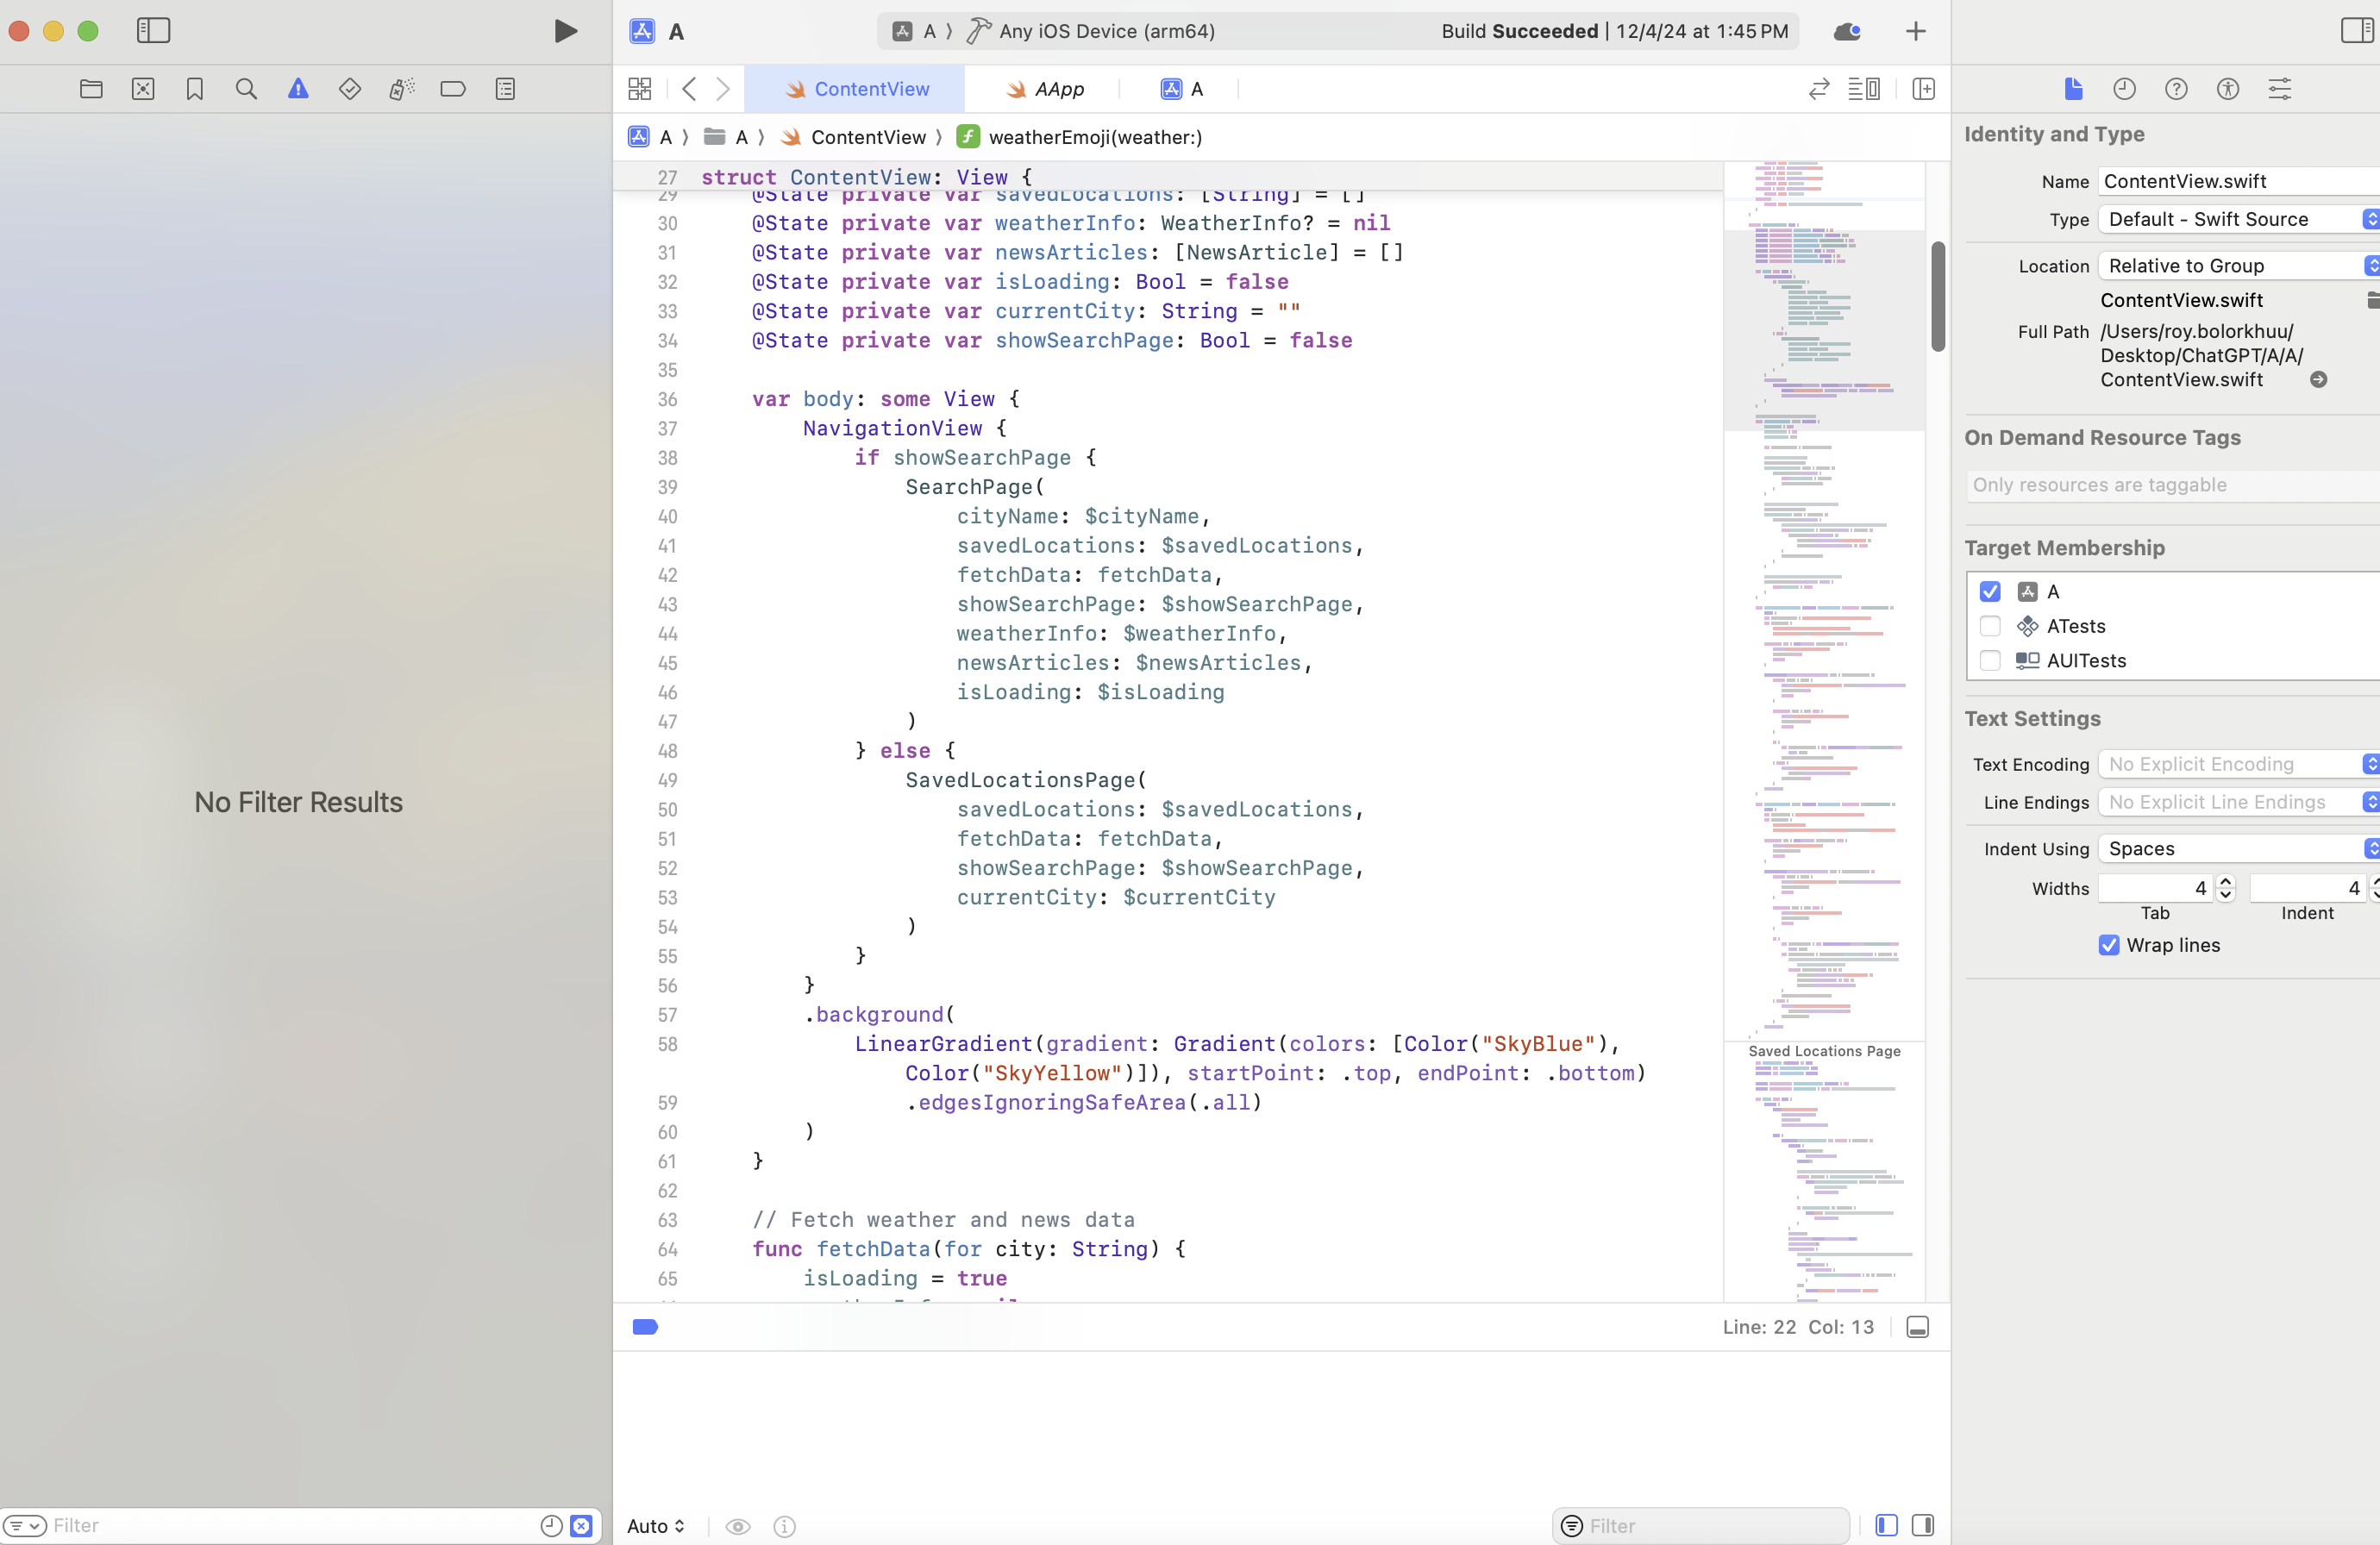 A
A 〉 Any iOS Device (arm64)
Build Succeeded | 12/4/24 at 1:45 PM
ContentView
AApp
A
A 〉 A 〉 ContentView 〉 weatherEmoji(weather:)
27 struct ContentView: View {
29 @State private var savedLocations: [String] = []
30 @State private var weatherInfo: WeatherInfo? = nil
31 @State private var newsArticles: [NewsArticle] = []
32 @State private var isLoading: Bool = false
33 @State private var currentCity: String = ""
34 @State private var showSearchPage: Bool = false
35
36 var body: some View {
37 NavigationView {
38 if showSearchPage {
39 SearchPage(
40 cityName: $cityName,
41 savedLocations: $savedLocations,
42 fetchData: fetchData,
43 showSearchPage: $showSearchPage,
44 weatherInfo: $weatherInfo,
45 newsArticles: $newsArticles,
46 isLoading: $isLoading
47 )
48 } else {
49 SavedLocationsPage(
50 savedLocations: $savedLocations,
51 fetchData: fetchData,
52 showSearchPage: $showSearchPage,
53 currentCity: $currentCity
54 )
55 }
56 }
57 .background(
58 LinearGradient(gradient: Gradient(colors: [Color("SkyBlue"),
Color("SkyYellow")]), startPoint: .top, endPoint: .bottom)
59 .edgesIgnoringSafeArea(.all)
60 )
61 }
62
63 // Fetch weather and news data
64 func fetchData(for city: String) {
65 isLoading = true
Saved Locations Page
Line: 22 Col: 13
Auto
Filter
No Filter Results
Filter
Identity and Type
Name ContentView.swift
Type Default - Swift Source
Location Relative to Group
ContentView.swift
Full Path /Users/roy.bolorkhuu/
Desktop/ChatGPT/A/A/
ContentView.swift
On Demand Resource Tags
Only resources are taggable
Target Membership
A
ATests
AUITests
Text Settings
Text Encoding No Explicit Encoding
Line Endings No Explicit Line Endings
Indent Using Spaces
Widths 4 4
Tab Indent
Wrap lines